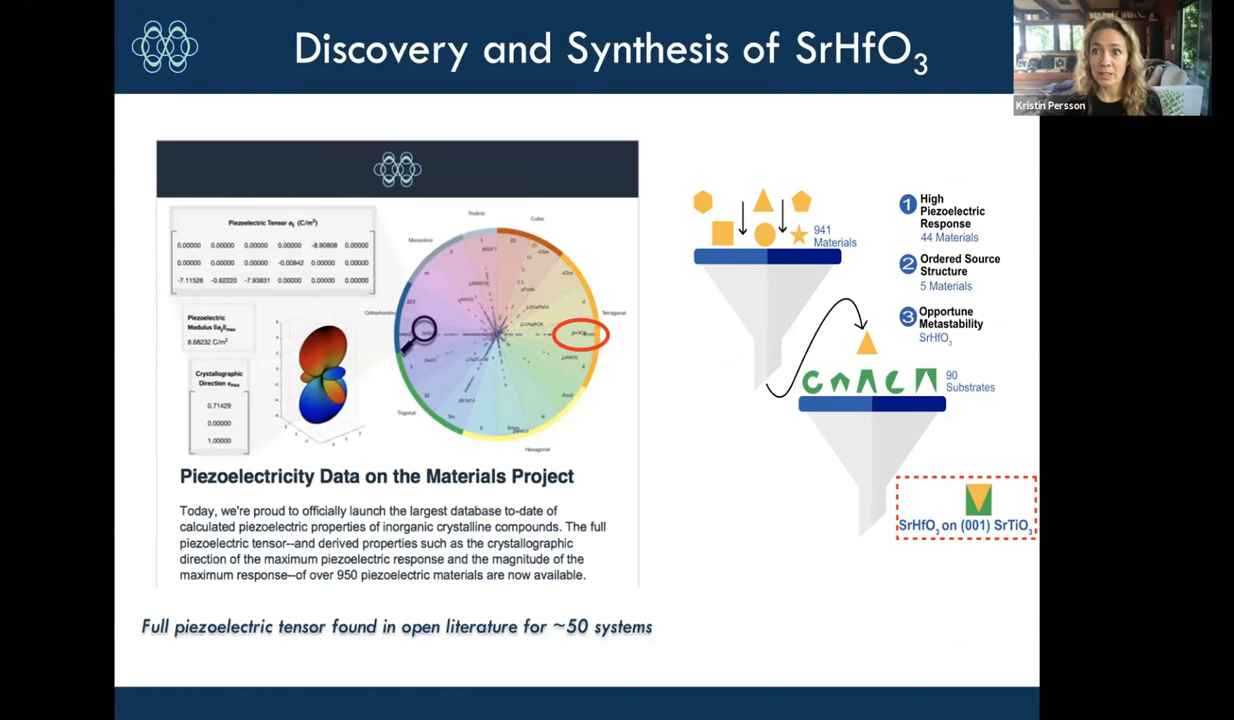 Discovery and Synthesis of SrHfO3
Kristin Persson
Piezoelectric Tensor eij (C/m²)
0.00000 0.00000 0.00000 0.00000 -8.90808 0.00000
0.00000 0.00000 0.00000 -0.00842 0.00000 0.00000
-7.11526 -0.62220 -7.93831 0.00000 0.00000 0.00000
Piezoelectric
Modulus ||eij||max
8.68232 C/m²
Crystallographic
Direction vmax
0.71429
0.00000
1.00000
Triclinic
Cubic
Monoclinic
Tetragonal
Orthorhombic
Trigonal
Hexagonal
Piezoelectricity Data on the Materials Project
Today, we're proud to officially launch the largest database to-date of
calculated piezoelectric properties of inorganic crystalline compounds. The full
piezoelectric tensor--and derived properties such as the crystallographic
direction of the maximum piezoelectric response and the magnitude of the
maximum response--of over 950 piezoelectric materials are now available.
Full piezoelectric tensor found in open literature for ~50 systems
941
Materials
1 High
Piezoelectric
Response
44 Materials
2 Ordered Source
Structure
5 Materials
3 Opportune
Metastability
SrHfO3
90
Substrates
SrHfO3 on (001) SrTiO3